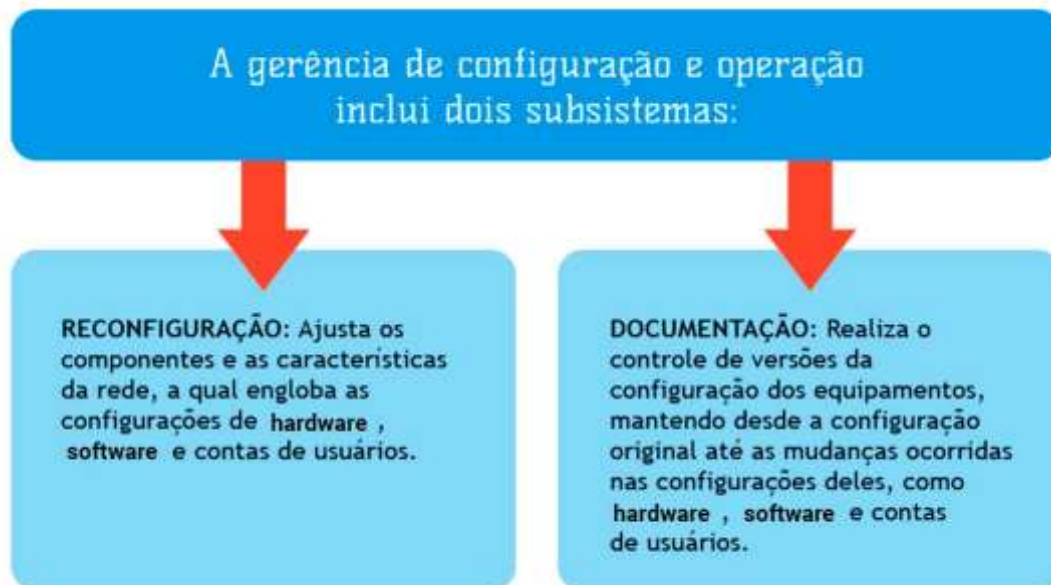 A gerência de configuração e operação
inclui dois subsistemas:
RECONFIGURAÇÃO: Ajusta os
componentes e as características
da rede, a qual engloba as
configurações de hardware ,
software e contas de usuários.
DOCUMENTAÇÃO: Realiza o
controle de versões da
configuração dos equipamentos,
mantendo desde a configuração
original até as mudanças ocorridas
nas configurações deles, como
hardware , software e contas
de usuários.